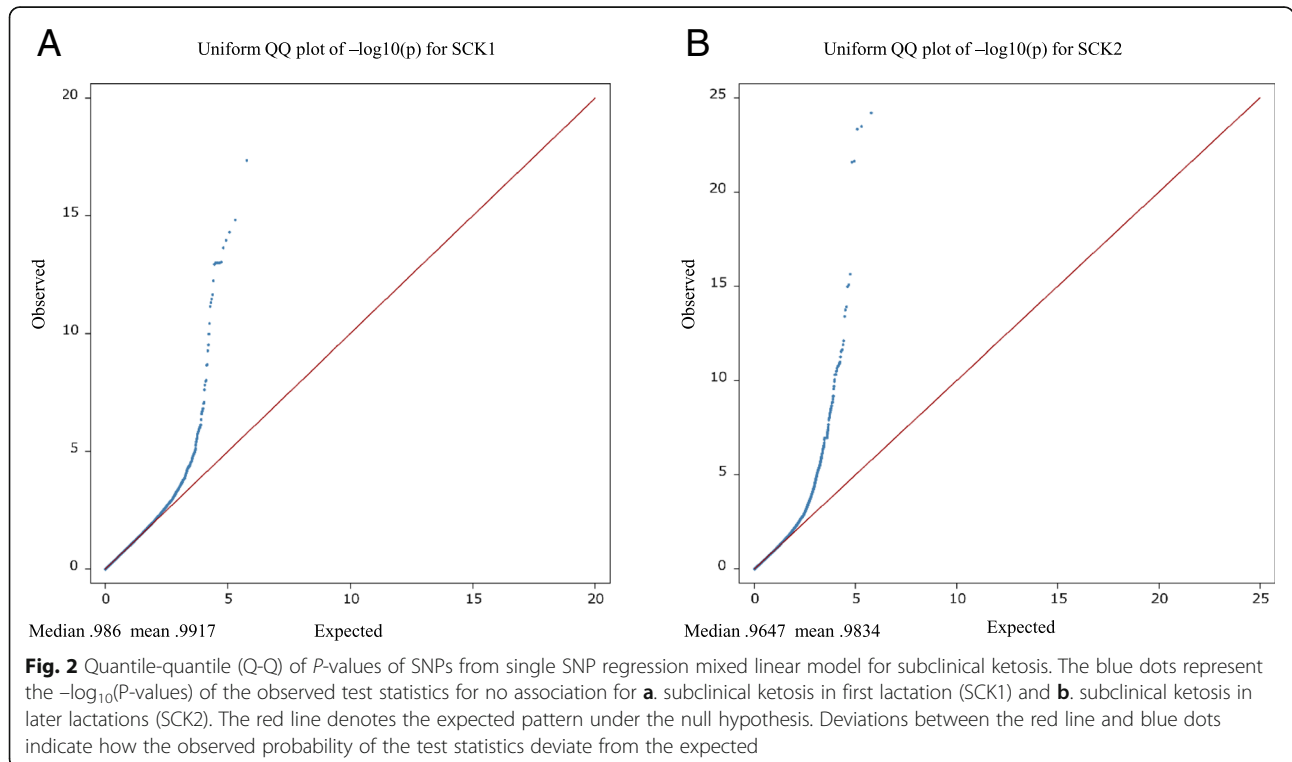 A
Uniform QQ plot of –log10(p) for SCK1
20
15
10
5
0
Observed
0 5 10 15 20
Median .986 mean .9917
Expected
B
Uniform QQ plot of –log10(p) for SCK2
25
20
15
10
5
0
Observed
0 5 10 15 20 25
Median .9647 mean .9834
Expected
Fig. 2 Quantile-quantile (Q-Q) of P-values of SNPs from single SNP regression mixed linear model for subclinical ketosis. The blue dots represent
the –log10(P-values) of the observed test statistics for no association for a. subclinical ketosis in first lactation (SCK1) and b. subclinical ketosis in
later lactations (SCK2). The red line denotes the expected pattern under the null hypothesis. Deviations between the red line and blue dots
indicate how the observed probability of the test statistics deviate from the expected